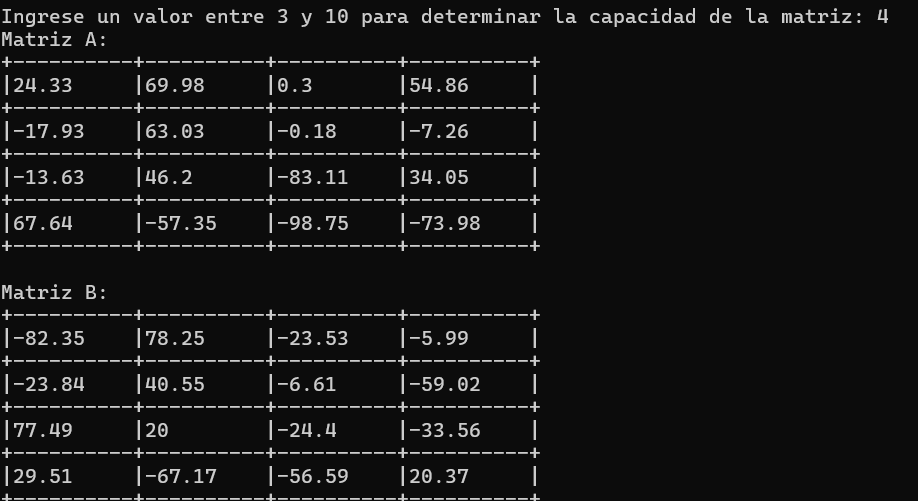 Ingrese un valor entre 3 y 10 para determinar la capacidad de la matriz: 4
Matriz A:
+----------+----------+----------+----------+
|24.33     |69.98     |0.3       |54.86     |
+----------+----------+----------+----------+
|-17.93    |63.03     |-0.18     |-7.26     |
+----------+----------+----------+----------+
|-13.63    |46.2      |-83.11    |34.05     |
+----------+----------+----------+----------+
|67.64     |-57.35    |-98.75    |-73.98    |
+----------+----------+----------+----------+
Matriz B:
+----------+----------+----------+----------+
|-82.35    |78.25     |-23.53    |-5.99     |
+----------+----------+----------+----------+
|-23.84    |40.55     |-6.61     |-59.02    |
+----------+----------+----------+----------+
|77.49     |20        |-24.4     |-33.56    |
+----------+----------+----------+----------+
|29.51     |-67.17    |-56.59    |20.37     |
+----------+----------+----------+----------+